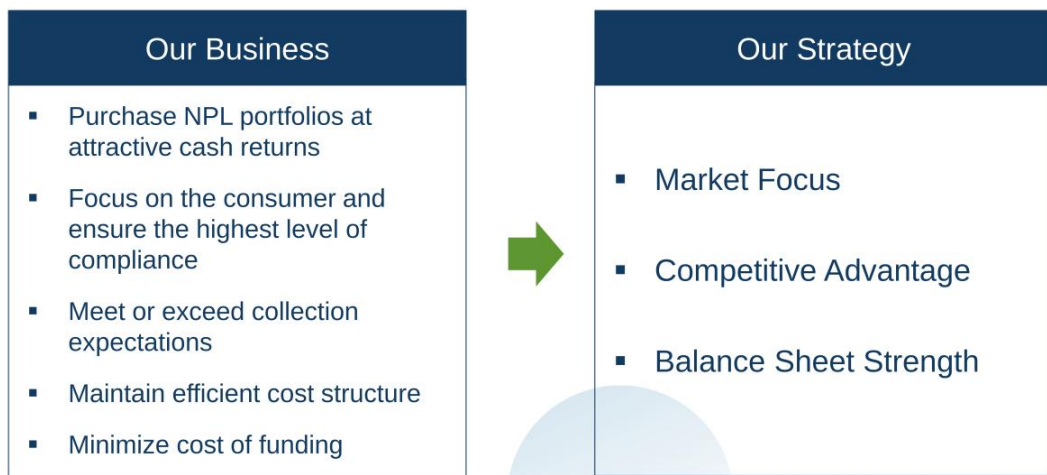 Our Business
▪ Purchase NPL portfolios at
attractive cash returns
▪ Focus on the consumer and
ensure the highest level of
compliance
▪ Meet or exceed collection
expectations
▪ Maintain efficient cost structure
▪ Minimize cost of funding
Our Strategy
▪ Market Focus
▪ Competitive Advantage
▪ Balance Sheet Strength